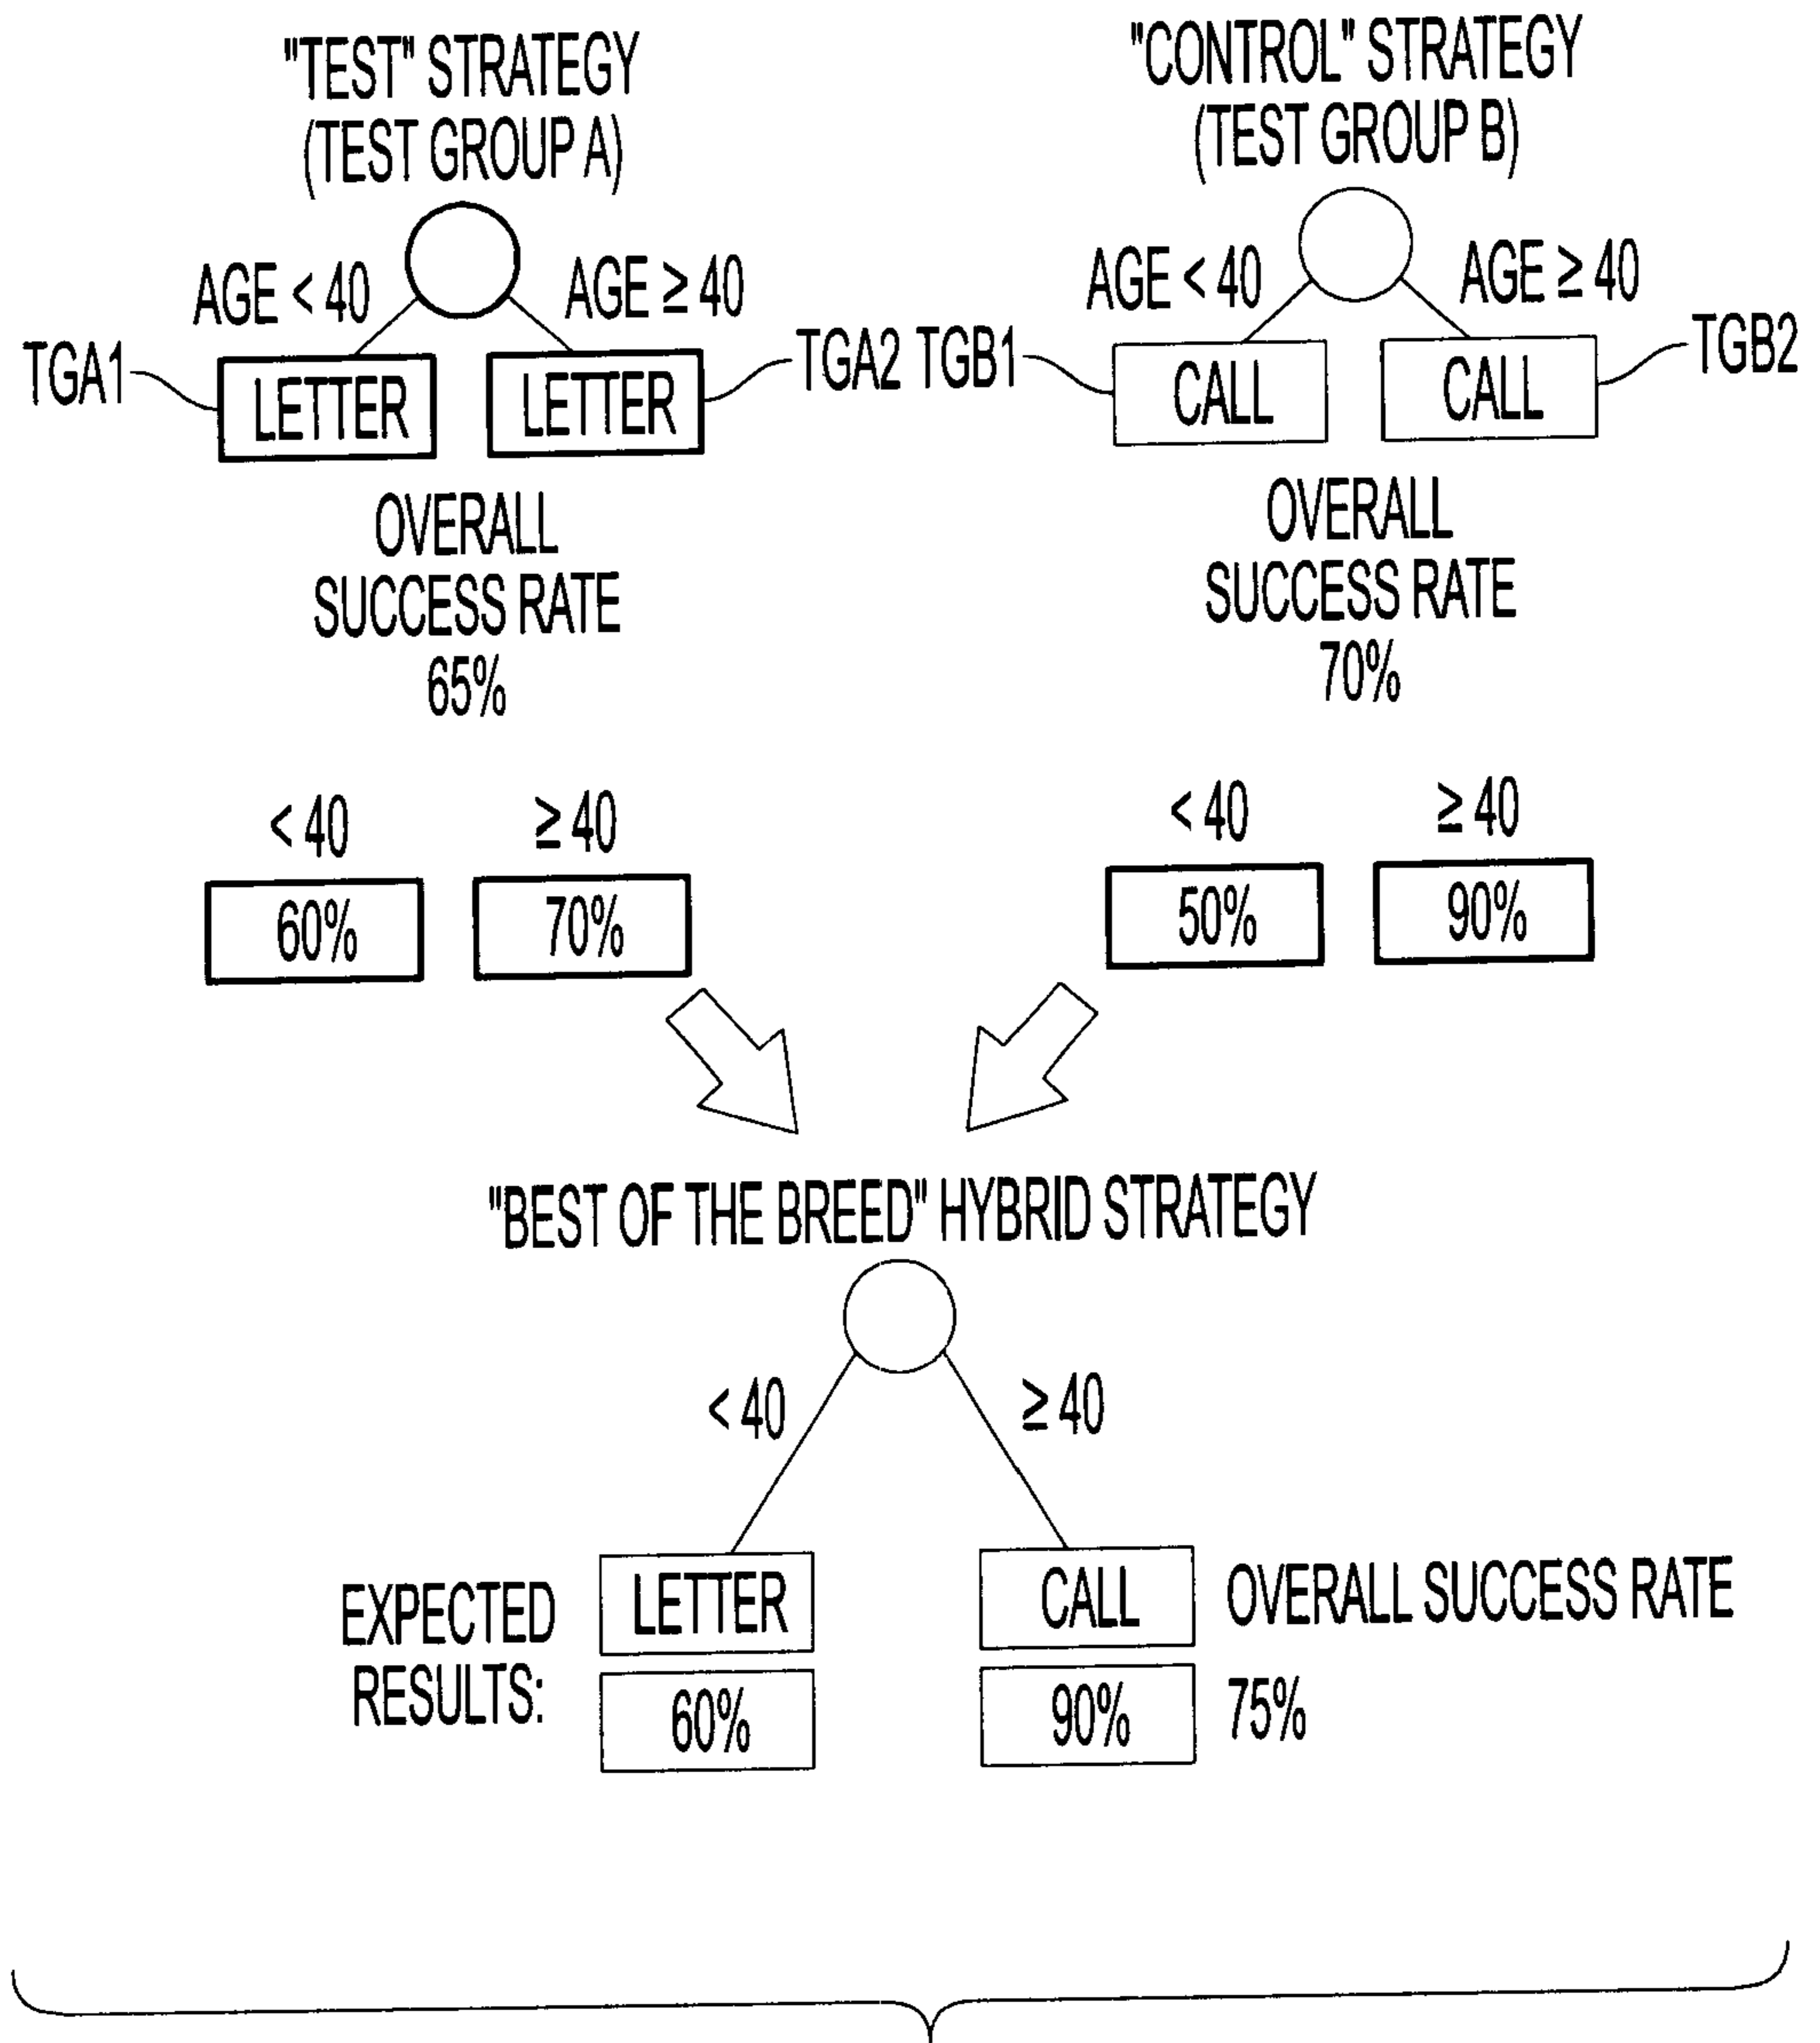 "TEST" STRATEGY
(TEST GROUP A)
AGE < 40
AGE ≥ 40
TGA1
LETTER
LETTER
TGA2
OVERALL
SUCCESS RATE
65%
"CONTROL" STRATEGY
(TEST GROUP B)
AGE < 40
AGE ≥ 40
TGB1
CALL
CALL
TGB2
OVERALL
SUCCESS RATE
70%
< 40
≥ 40
60%
70%
< 40
≥ 40
50%
90%
"BEST OF THE BREED" HYBRID STRATEGY
< 40
≥ 40
LETTER
CALL
OVERALL SUCCESS RATE
EXPECTED
RESULTS:
60%
90%
75%